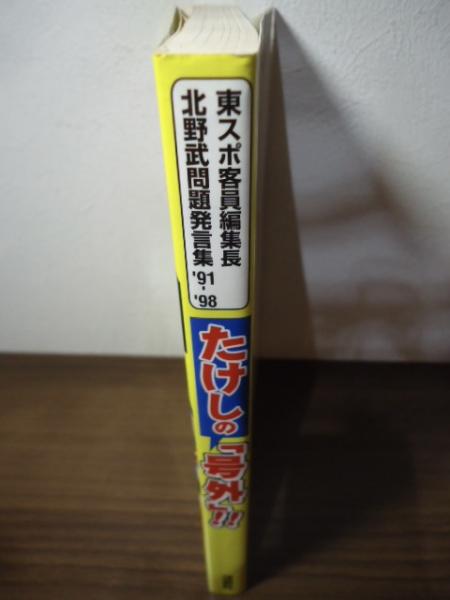 東スポ客員編集長
北野武問題発言集 '91-'98
たけしの
「号外」!!